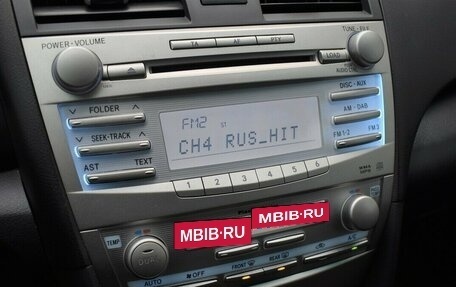 TA AF PTY
POWER•VOLUME
TUNE•FILE
LOAD
AUDIO
DISC•AUX
FOLDER
AM•DAB
FM2 ST
SEEK•TRACK
FM1•2 FM3
CH4 RUS_HIT
AST TEXT
1 2 3 4 5 6
TEMP
MBIB·RU
MBIB·RU
DUAL
A/C
FRONT REAR
AUTO OFF